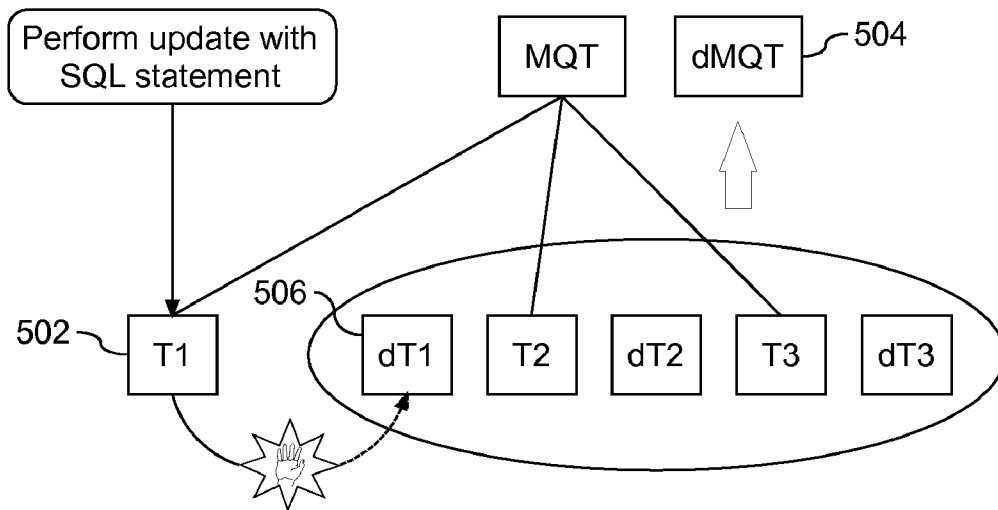 Perform update with
SQL statement
MQT
dMQT
504
506
502
T1
dT1
T2
dT2
T3
dT3